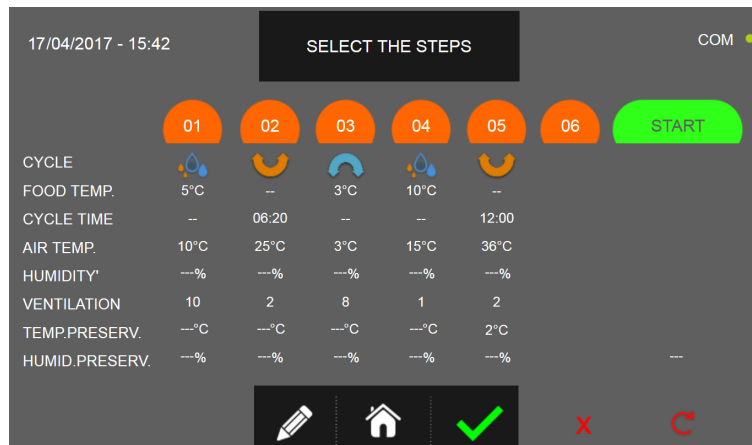 17/04/2017 - 15:42 SELECT THE STEPS COM
01 02 03 04 05 06 START
CYCLE
FOOD TEMP. 5°C -- 3°C 10°C --
CYCLE TIME -- 06:20 -- -- 12:00
AIR TEMP. 10°C 25°C 3°C 15°C 36°C
HUMIDITY' ---% ---% ---% ---% ---%
VENTILATION 10 2 8 1 2
TEMP.PRESERV. ---°C ---°C ---°C ---°C 2°C
HUMID.PRESERV. ---% ---% ---% ---% ---% ---
X